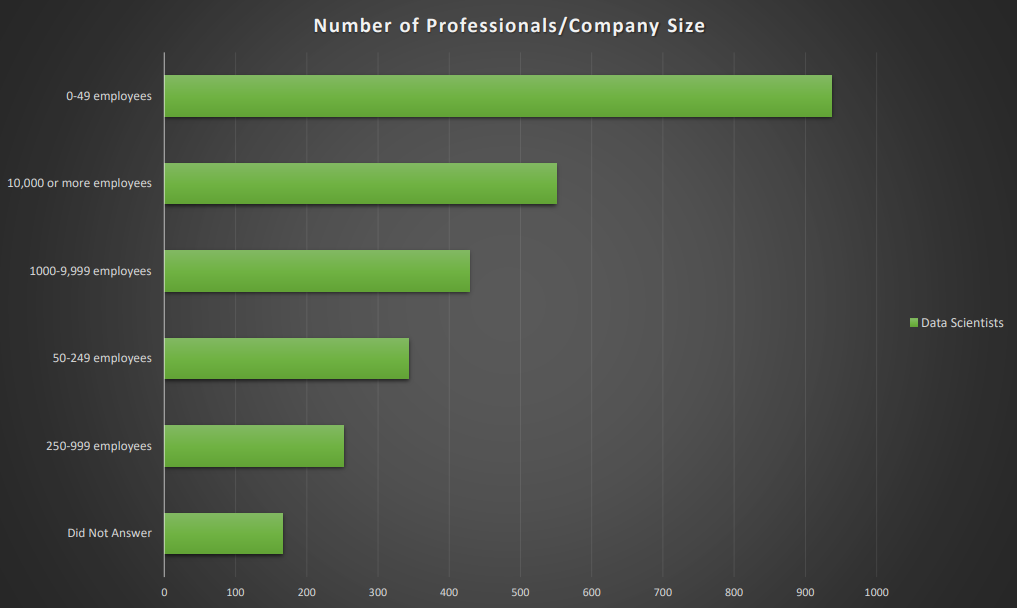 Number of Professionals/Company Size
0-49 employees
10,000 or more employees
1000-9,999 employees
50-249 employees
250-999 employees
Did Not Answer
Data Scientists
0 100 200 300 400 500 600 700 800 900 1000